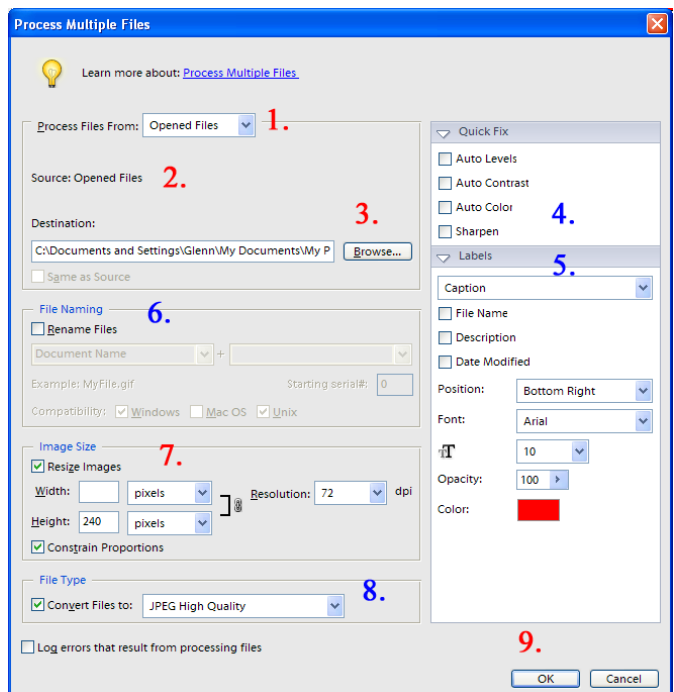 Process Multiple Files
Learn more about: Process Multiple Files
Process Files From: Opened Files 1.
Source: Opened Files 2.
3.
Destination:
C:\Documents and Settings\Glenn\My Documents\My P Browse...
Same as Source
File Naming 6.
Rename Files
Document Name +
Example: MyFile.gif Starting serial#: 0
Compatibility: Windows Mac OS Unix
Image Size 7.
Resize Images
Width: pixels Resolution: 72 dpi
Height: 240 pixels
Constrain Proportions
File Type 8.
Convert Files to: JPEG High Quality
Log errors that result from processing files
Quick Fix
Auto Levels
Auto Contrast
Auto Color 4.
Sharpen
Labels 5.
Caption
File Name
Description
Date Modified
Position: Bottom Right
Font: Arial
TT 10
Opacity: 100
Color:
9.
OK Cancel